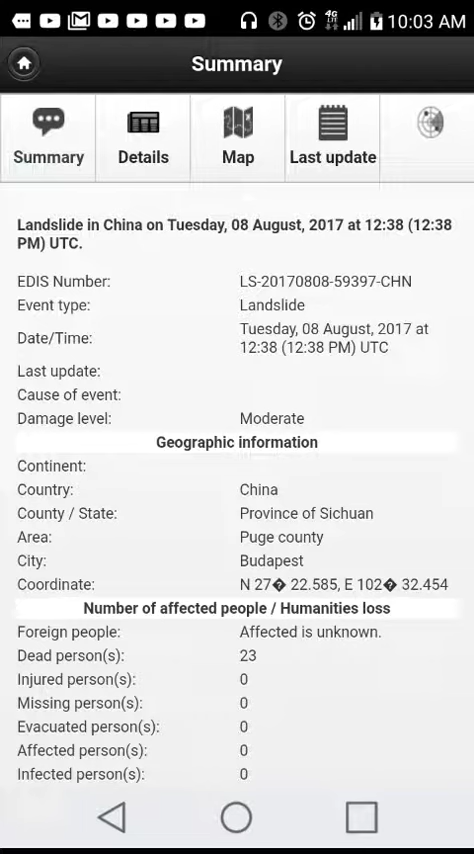 4G
LTE
10:03 AM
Summary
Summary
Details
Map
Last update
Landslide in China on Tuesday, 08 August, 2017 at 12:38 (12:38
PM) UTC.
EDIS Number: LS-20170808-59397-CHN
Event type: Landslide
Date/Time: Tuesday, 08 August, 2017 at
12:38 (12:38 PM) UTC
Last update:
Cause of event:
Damage level: Moderate
Geographic information
Continent:
Country: China
County / State: Province of Sichuan
Area: Puge county
City: Budapest
Coordinate: N 27� 22.585, E 102� 32.454
Number of affected people / Humanities loss
Foreign people: Affected is unknown.
Dead person(s): 23
Injured person(s): 0
Missing person(s): 0
Evacuated person(s): 0
Affected person(s): 0
Infected person(s): 0